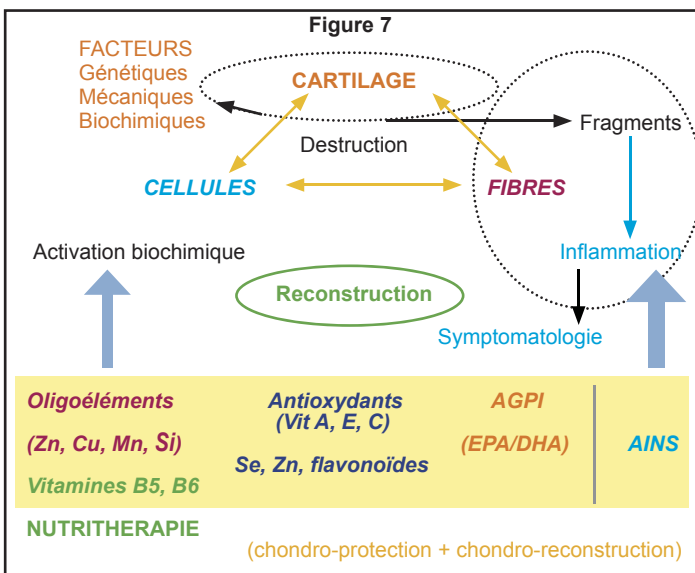 Figure 7
FACTEURS
Génétiques
Mécaniques
Biochimiques
CARTILAGE
Destruction
Fragments
CELLULES
FIBRES
Activation biochimique
Inflammation
Reconstruction
Symptomatologie
Oligoéléments
(Zn, Cu, Mn, Si)
Vitamines B5, B6
Antioxydants
(Vit A, E, C)
Se, Zn, flavonoïdes
AGPI
(EPA/DHA)
AINS
NUTRITHERAPIE
(chondro-protection + chondro-reconstruction)